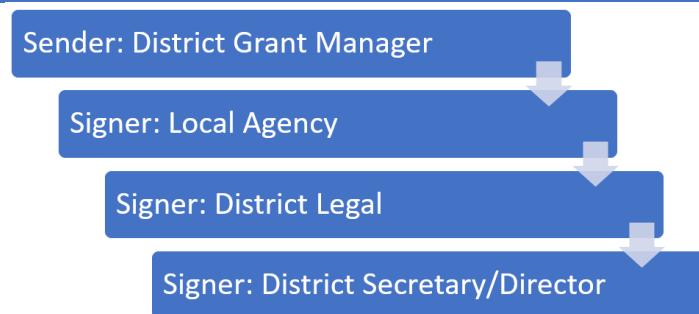 Sender: District Grant Manager
Signer: Local Agency
Signer: District Legal
Signer: District Secretary/Director